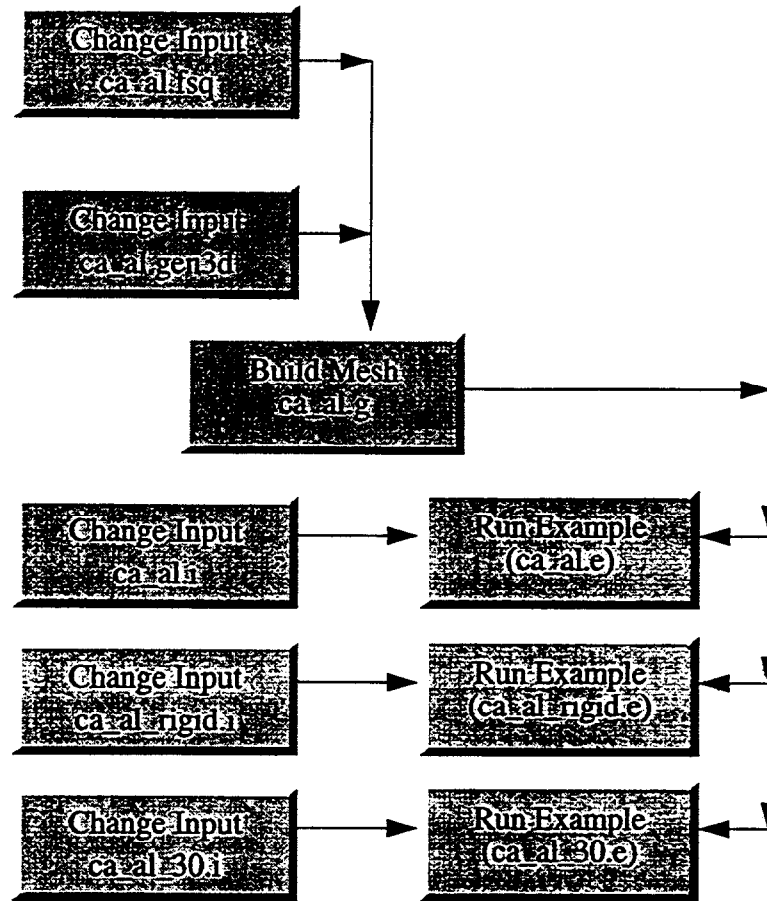 Change Input
ca_al.fsq
Change Input
ca_al.gen3d
Build Mesh
ca_al.g
Change Input
ca_al.i
Run Example
(ca_al.e)
Change Input
ca_al_rigid.i
Run Example
(ca_al_rigid.e)
Change Input
ca_al_30.i
Run Example
(ca_al_30.e)